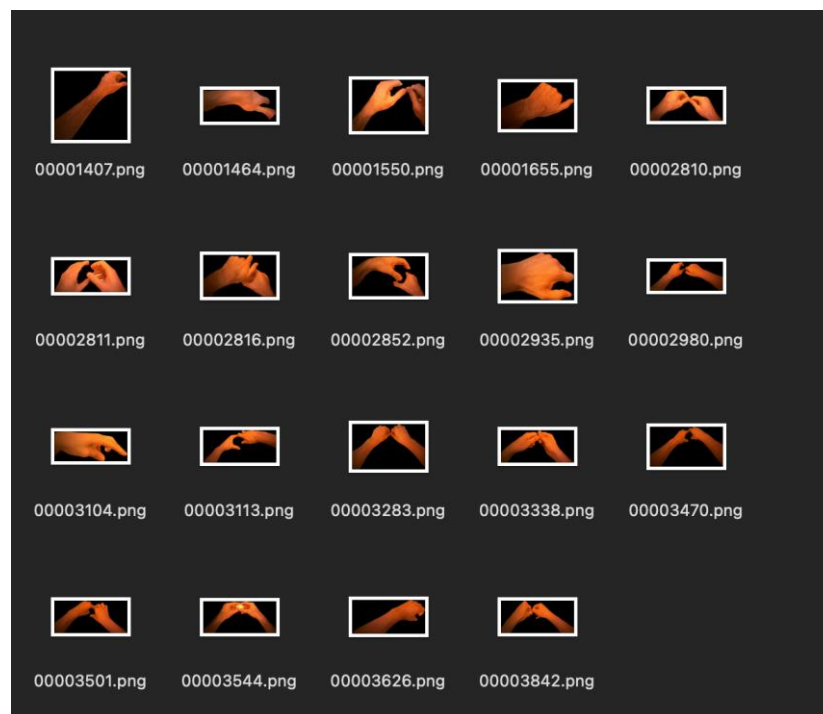 00001407.png 00001464.png 00001550.png 00001655.png 00002810.png
00002811.png 00002816.png 00002852.png 00002935.png 00002980.png
00003104.png 00003113.png 00003283.png 00003338.png 00003470.png
00003501.png 00003544.png 00003626.png 00003842.png